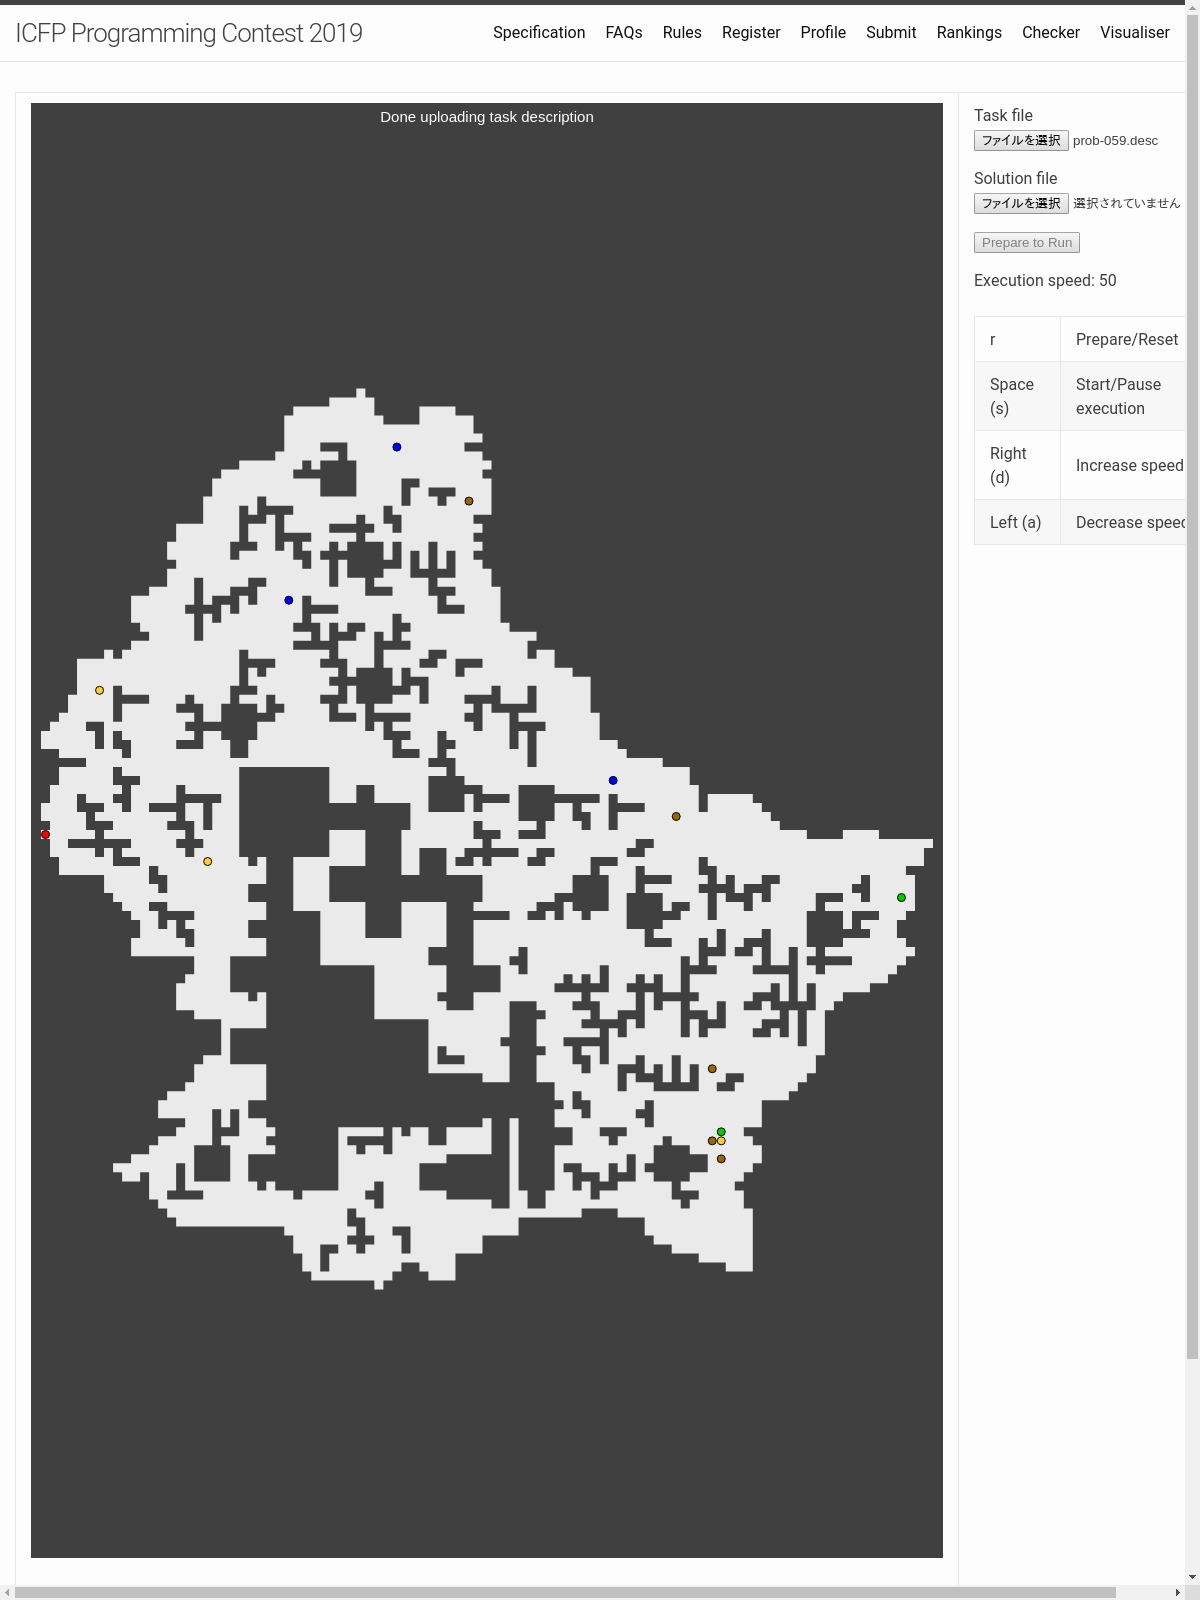 ICFP Programming Contest 2019
Specification FAQs Rules Register Profile Submit Rankings Checker Visualiser
Done uploading task description
Task file
ファイルを選択 prob-059.desc
Solution file
ファイルを選択 選択されていません
Prepare to Run
Execution speed: 50
r Prepare/Reset
Space (s) Start/Pause execution
Right (d) Increase speed
Left (a) Decrease speed